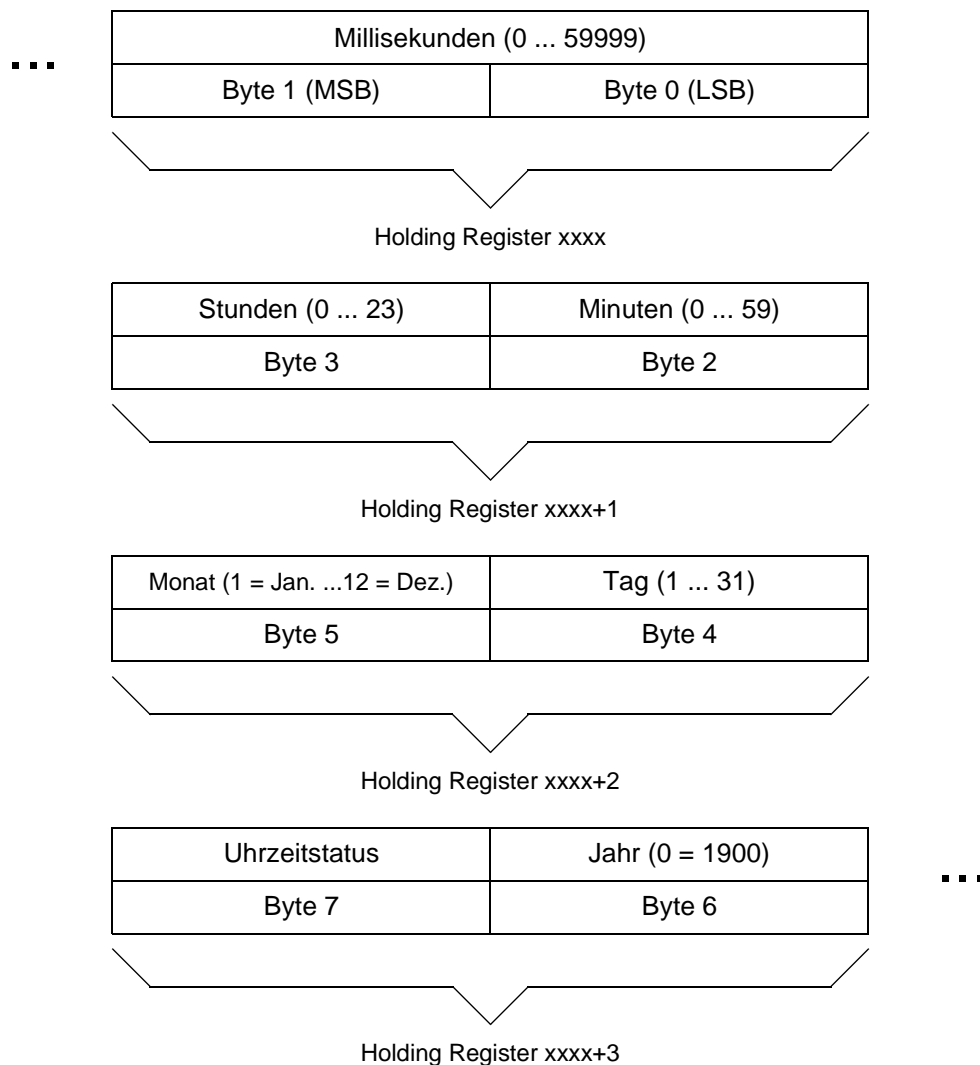 Millisekunden (0 ... 59999)
...
Byte 1 (MSB) Byte 0 (LSB)
Holding Register xxxx
Stunden (0 ... 23) Minuten (0 ... 59)
Byte 3 Byte 2
Holding Register xxxx+1
Monat (1 = Jan. ...12 = Dez.) Tag (1 ... 31)
Byte 5 Byte 4
Holding Register xxxx+2
Uhrzeitstatus Jahr (0 = 1900)
...
Byte 7 Byte 6
Holding Register xxxx+3